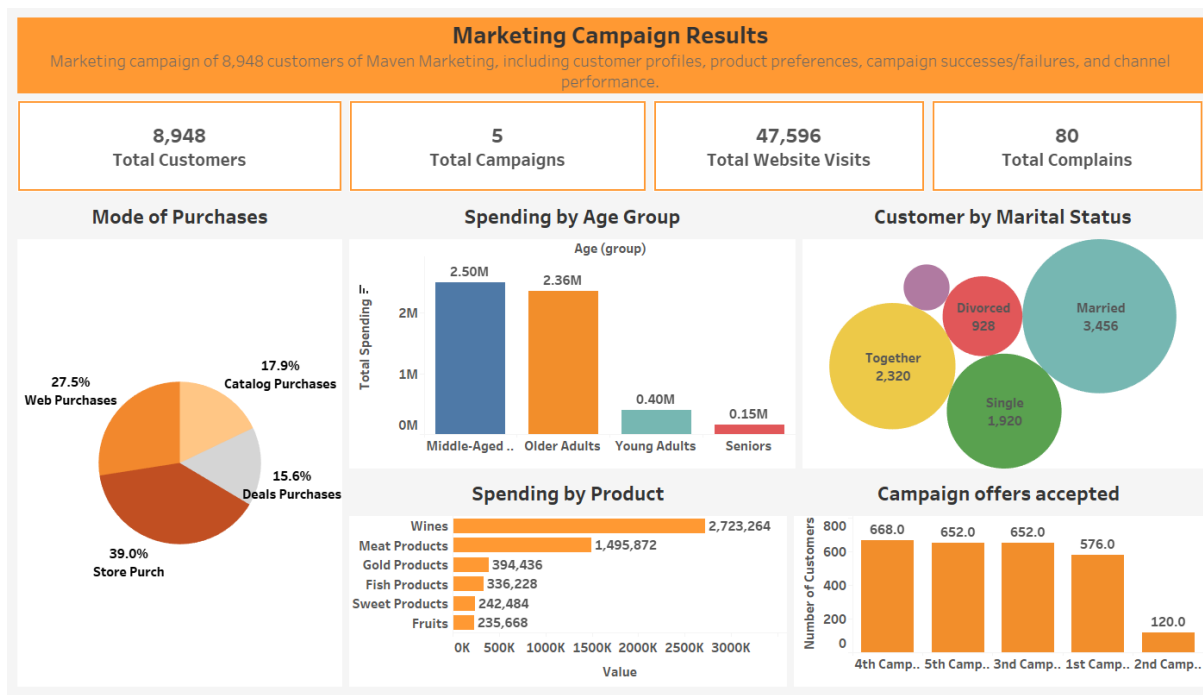 Marketing Campaign Results
Marketing campaign of 8,948 customers of Maven Marketing, including customer profiles, product preferences, campaign successes/failures, and channel
performance.
8,948
Total Customers
5
Total Campaigns
47,596
Total Website Visits
80
Total Complains
Mode of Purchases
27.5%
Web Purchases
17.9%
Catalog Purchases
15.6%
Deals Purchases
39.0%
Store Purch
Spending by Age Group
Age (group)
Total Spending
2M
1M
0M
2.50M
2.36M
0.40M
0.15M
Middle-Aged ..
Older Adults
Young Adults
Seniors
Customer by Marital Status
Divorced
928
Married
3,456
Together
2,320
Single
1,920
Spending by Product
Wines
2,723,264
Meat Products
1,495,872
Gold Products
394,436
Fish Products
336,228
Sweet Products
242,484
Fruits
235,668
0K
500K
1000K
1500K
2000K
2500K
3000K
Value
Campaign offers accepted
Number of Customers
800
600
400
200
0
668.0
652.0
652.0
576.0
120.0
4th Camp..
5th Camp..
3nd Camp..
1st Camp..
2nd Camp..